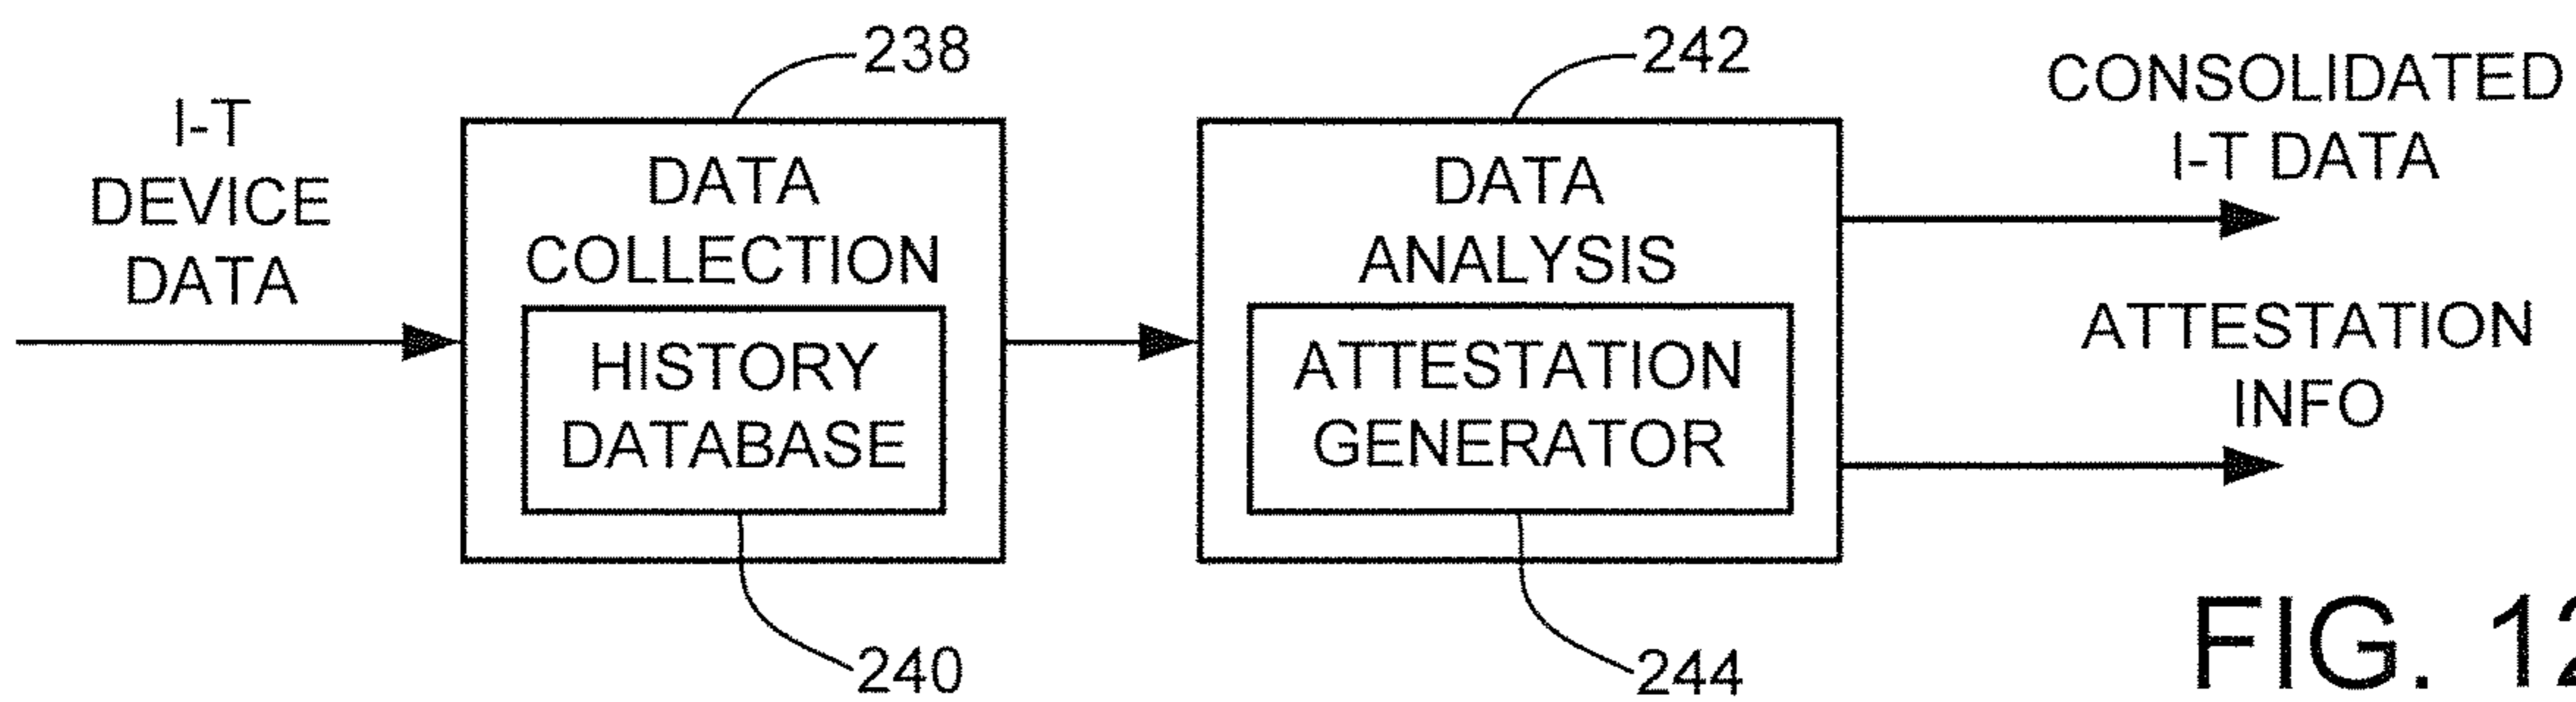 238
242
CONSOLIDATED
I-T DATA
I-T
DEVICE
DATA
DATA
COLLECTION
HISTORY
DATABASE
DATA
ANALYSIS
ATTESTATION
GENERATOR
ATTESTATION
INFO
240
244
FIG. 12